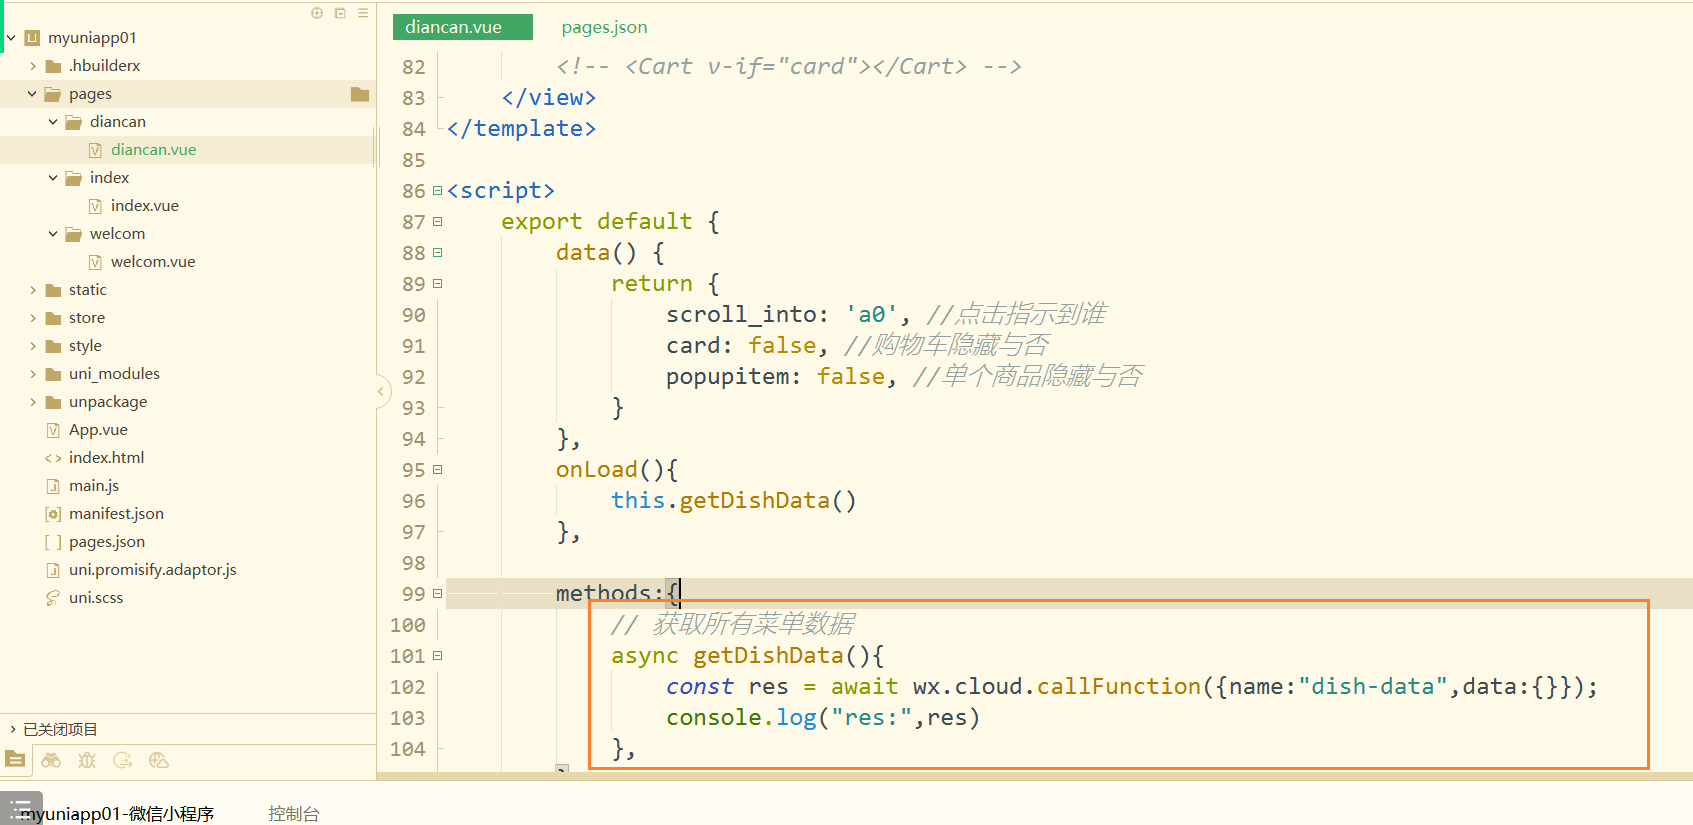 myuniapp01
.hbuilderx
pages
diancan
diancan.vue
index
index.vue
welcom
welcom.vue
static
store
style
uni_modules
unpackage
App.vue
index.html
main.js
manifest.json
pages.json
uni.promisify.adaptor.js
uni.scss
已关闭项目
diancan.vue
pages.json
82 <!-- <Cart v-if="card"></Cart> -->
83 </view>
84 </template>
85
86 <script>
87 export default {
88 data() {
89 return {
90 scroll_into: 'a0', //点击指示到谁
91 card: false, //购物车隐藏与否
92 popupitem: false, //单个商品隐藏与否
93 }
94 },
95 onLoad(){
96 this.getDishData()
97 },
98
99 methods:{
100 // 获取所有菜单数据
101 async getDishData(){
102 const res = await wx.cloud.callFunction({name:"dish-data",data:{}});
103 console.log("res:",res)
104 },
myuniapp01-微信小程序
控制台